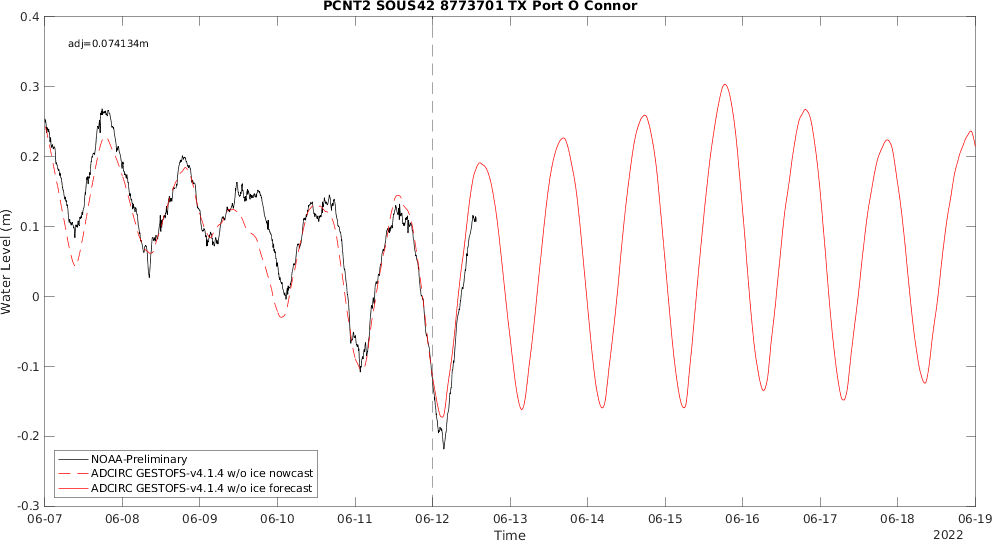 PCNT2 SOUS42 8773701 TX Port O Connor
adj=0.074134m
Water Level (m)
0.4
0.3
0.2
0.1
0
-0.1
-0.2
-0.3
NOAA-Preliminary
ADCIRC GESTOFS-v4.1.4 w/o ice nowcast
ADCIRC GESTOFS-v4.1.4 w/o ice forecast
06-07 06-08 06-09 06-10 06-11 06-12 06-13 06-14 06-15 06-16 06-17 06-18 06-19
Time
2022